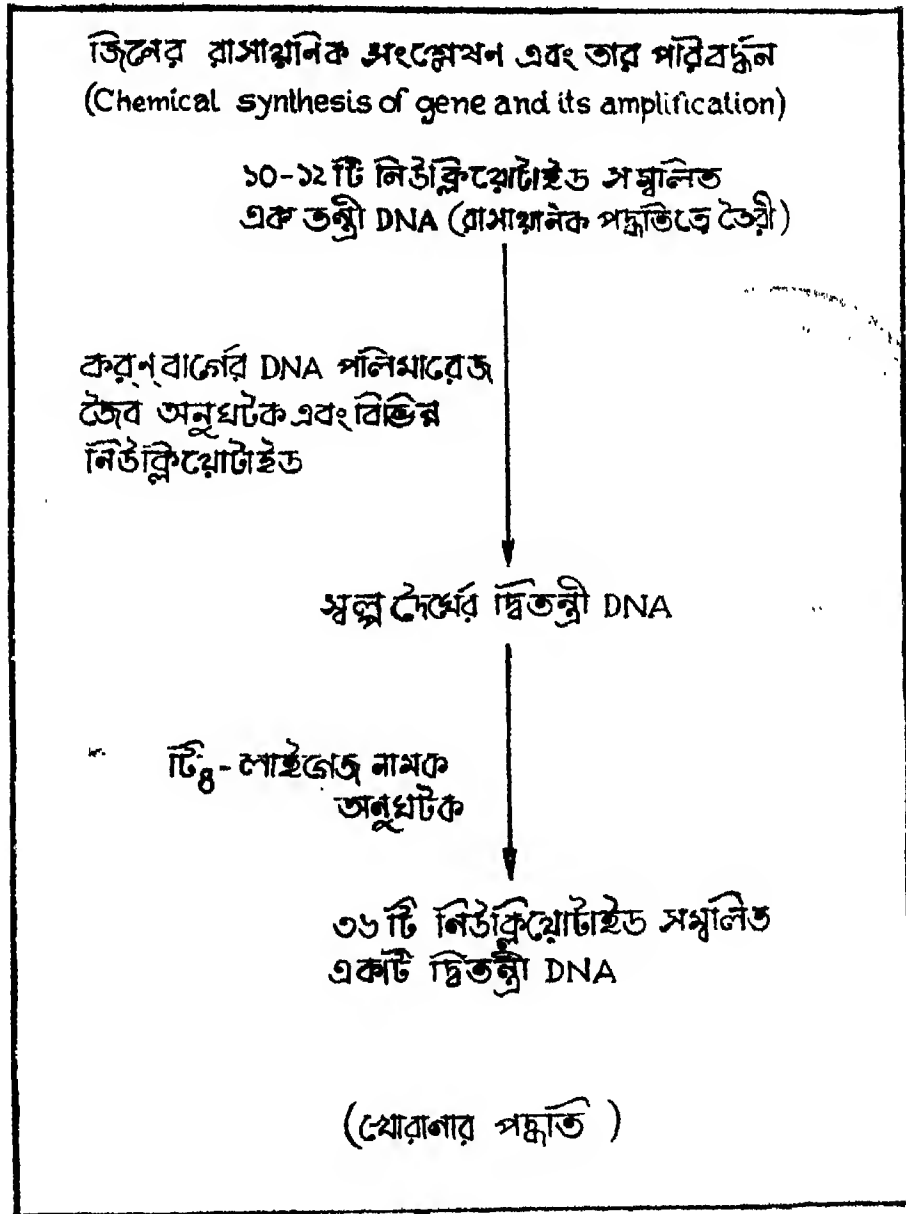 জিনের রাসায়নিক সংশ্লেষন এবং তার পরিবর্দ্ধন
(Chemical synthesis of gene and its amplification)
১০-১২ টি নিউক্লিয়োটাইড সম্বলিত
এক তন্ত্রী DNA (রাসায়নিক পদ্ধতিতে তৈরী)
কর্ণ্বার্গের DNA পলিমারেজ
জৈব অনুঘটক এবং বিভিন্ন
নিউক্লিয়োটাইড
স্বল্প দৈর্ঘের দ্বিতন্ত্রী DNA
টি৪- লাইগেজ নামক
অনুঘটক
৩৬ টি নিউক্লিয়োটাইড সম্বলিত
একটি দ্বিতন্ত্রী DNA
(খোরানার পদ্ধতি)